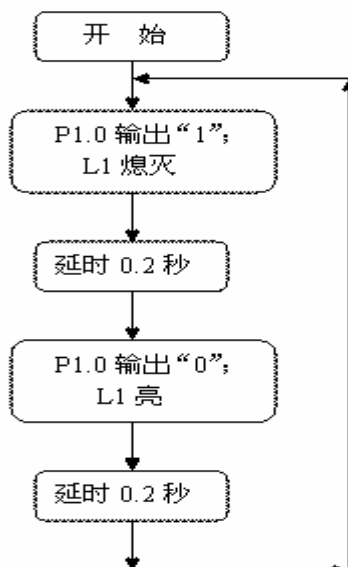 开 始
P1.0 输出“1”;
L1 熄灭
延时 0.2 秒
P1.0 输出“0”;
L1 亮
延时 0.2 秒